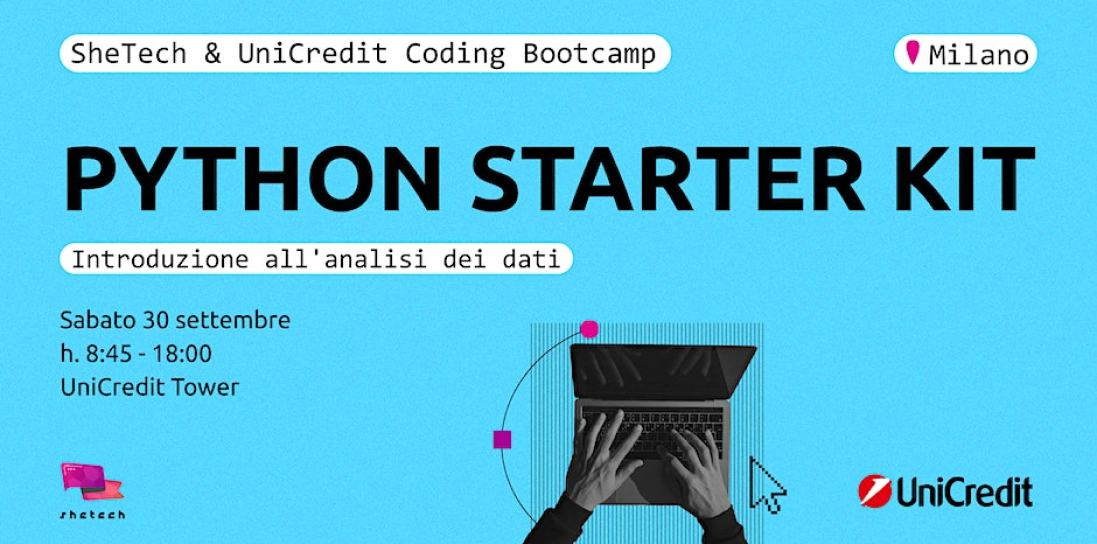 SheTech & UniCredit Coding Bootcamp
Milano
PYTHON STARTER KIT
Introduzione all'analisi dei dati
Sabato 30 settembre
h. 8:45 - 18:00
UniCredit Tower
shetech
UniCredit